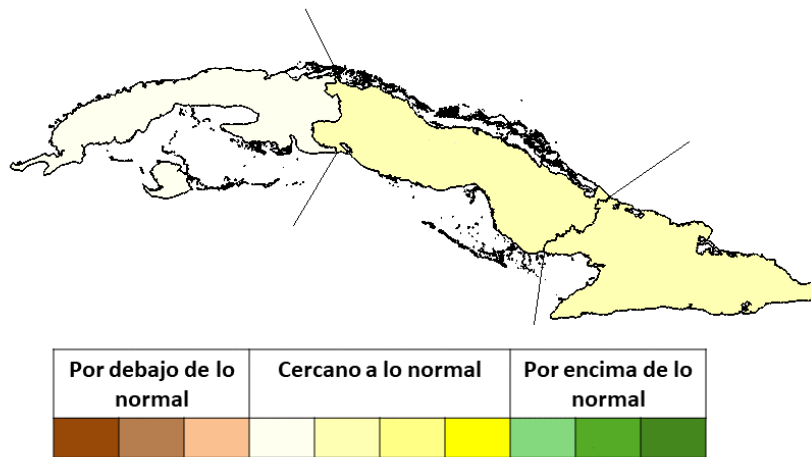 Por debajo de lo
normal
Cercano a lo normal
Por encima de lo
normal